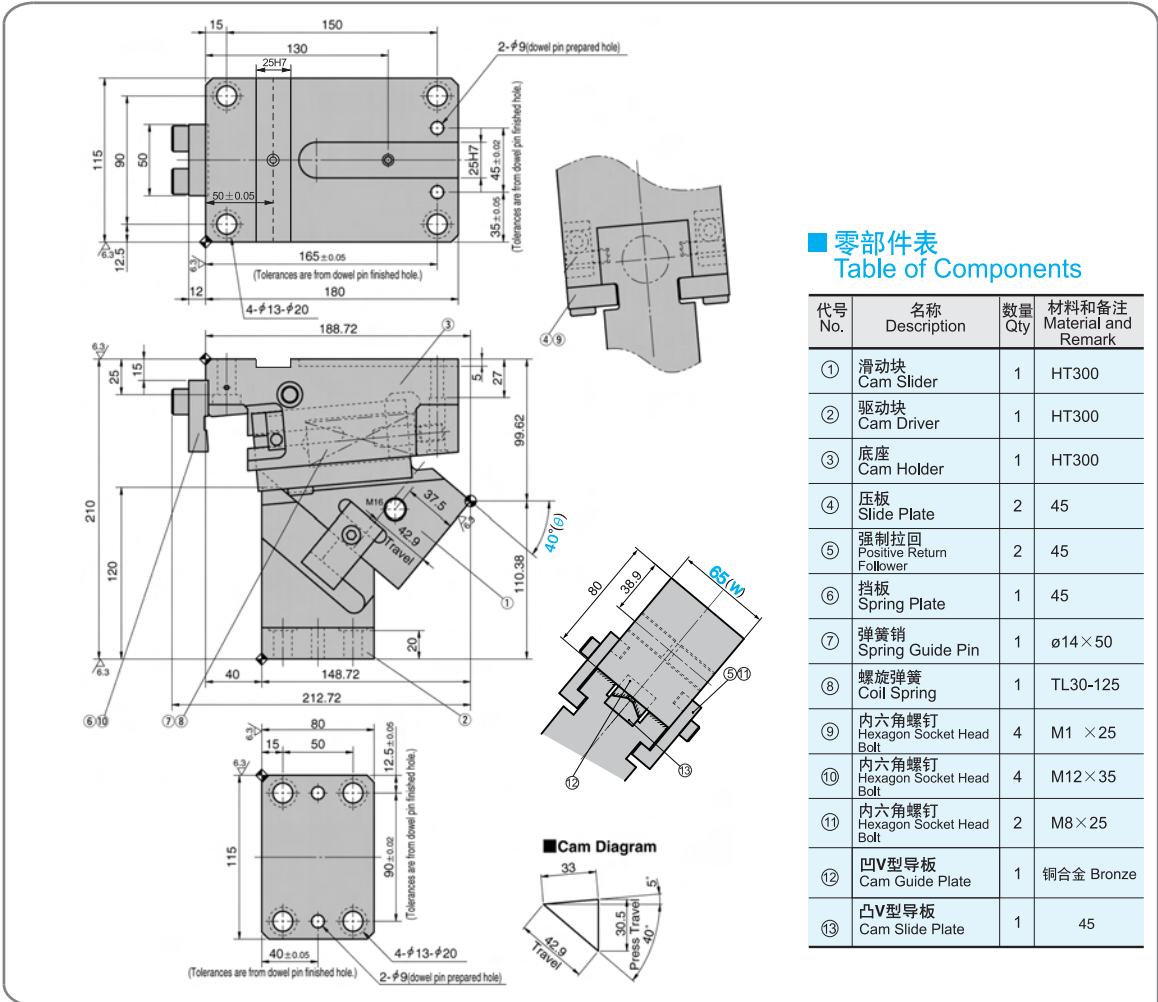 15
150
130
25H7
2-φ9(dowel pin prepared hole)
115
90
50
50±0.05
25H7
45±0.02
35±0.05
(Tolerances are from dowel pin finished hole.)
6.3
12.5
6.3
165±0.05
(Tolerances are from dowel pin finished hole.)
12
180
4-φ13-φ20
④⑨
188.72
③
6.3
25
15
5
27
99.62
210
120
M16
37.5
6.3
42.9
Travel
40°(θ)
110.38
①
20
6.3
40
148.72
212.72
⑥⑩
⑦⑧
②
80
38.9
65(W)
⑤⑪
⑫
⑬
80
6.3
15
50
12.5±0.05
6.3
115
90±0.02
(Tolerances are from dowel pin finished hole.)
40±0.05
4-φ13-φ20
(Tolerances are from dowel pin finished hole.)
2-φ9(dowel pin prepared hole)
■Cam Diagram
33
5°
30.5
Press Travel
40°
42.9
Travel
■ 零部件表
Table of Components
代号 名称 数量 材料和备注
No. Description Qty Material and
Remark
① 滑动块 1 HT300
Cam Slider
② 驱动块 1 HT300
Cam Driver
③ 底座 1 HT300
Cam Holder
④ 压板 2 45
Slide Plate
⑤ 强制拉回 2 45
Positive Return
Follower
⑥ 挡板 1 45
Spring Plate
⑦ 弹簧销 1 ø14×50
Spring Guide Pin
⑧ 螺旋弹簧 1 TL30-125
Coil Spring
⑨ 内六角螺钉 4 M1 ×25
Hexagon Socket Head
Bolt
⑩ 内六角螺钉 4 M12×35
Hexagon Socket Head
Bolt
⑪ 内六角螺钉 2 M8×25
Hexagon Socket Head
Bolt
⑫ 凹V型导板 1 铜合金 Bronze
Cam Guide Plate
⑬ 凸V型导板 1 45
Cam Slide Plate